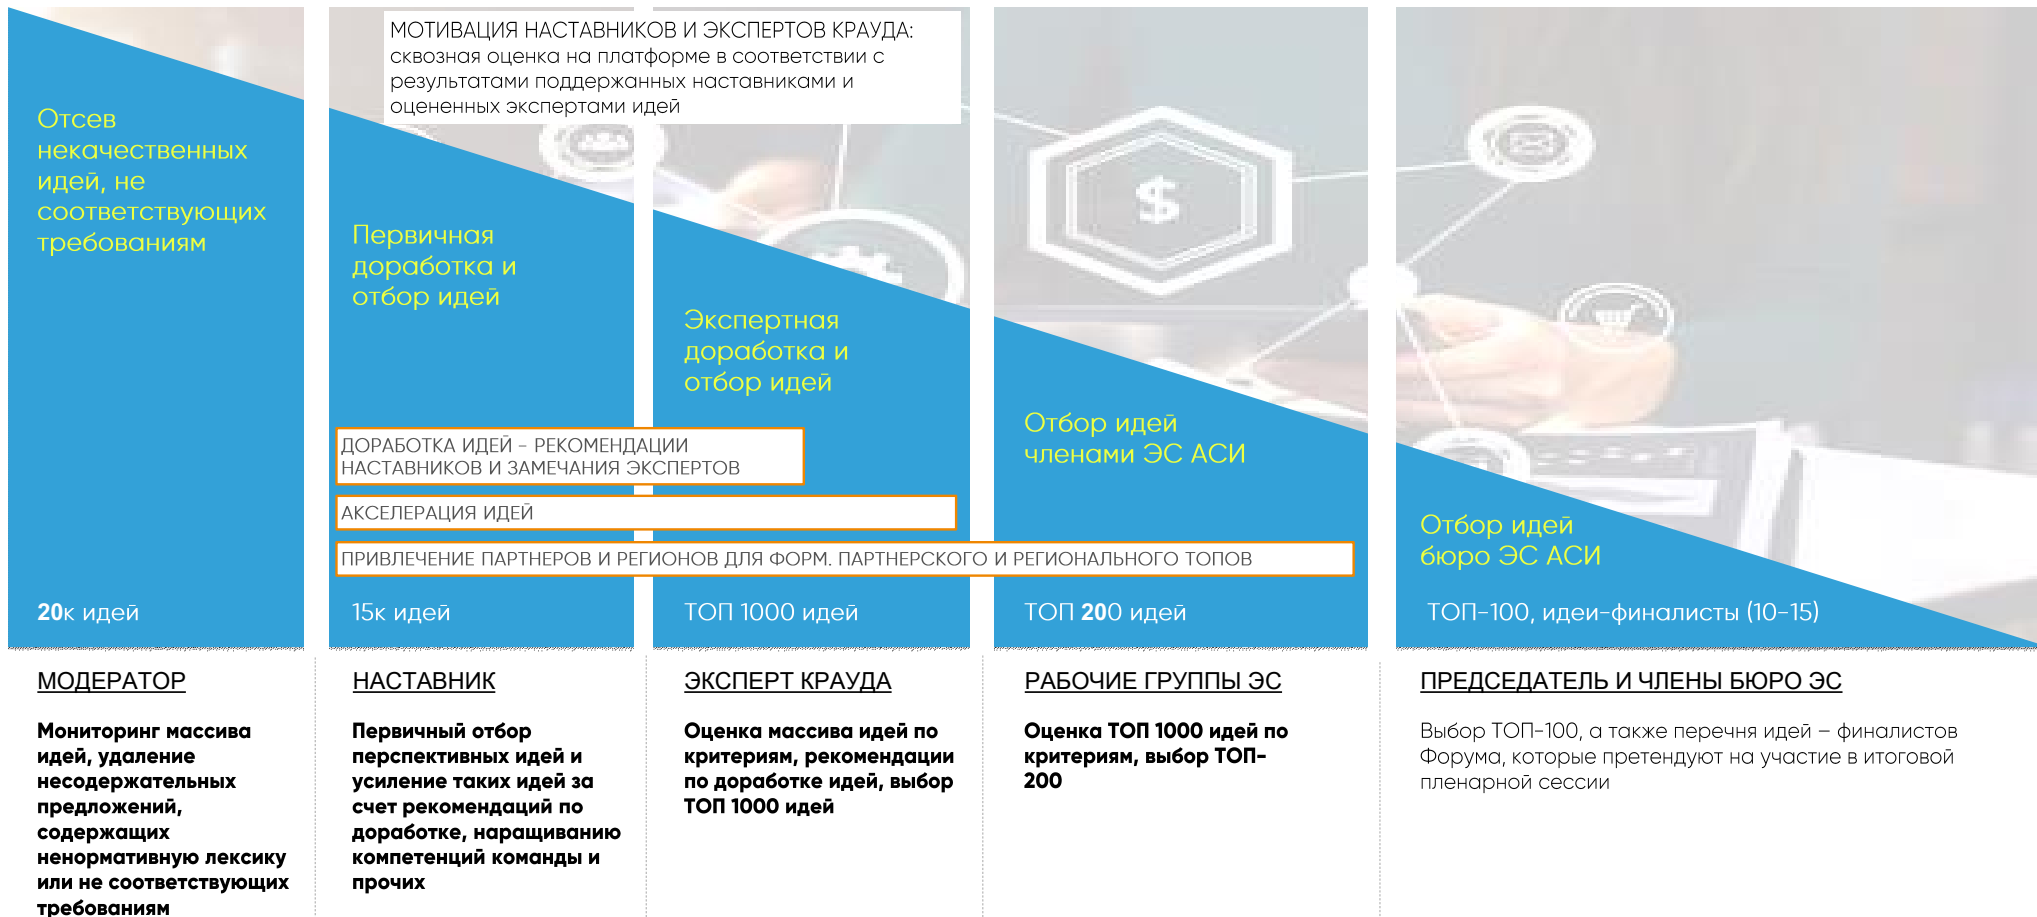 МОТИВАЦИЯ НАСТАВНИКОВ И ЭКСПЕРТОВ КРАУДА:
сквозная оценка на платформе в соответствии с
результатами поддержанных наставниками и
оцененных экспертами идей
Отсев
некачественных
идей, не
соответствующих
требованиям
Первичная
доработка и
отбор идей
Экспертная
доработка и
отбор идей
Отбор идей
членами ЭС АСИ
Отбор идей
бюро ЭС АСИ
ДОРАБОТКА ИДЕЙ - РЕКОМЕНДАЦИИ
НАСТАВНИКОВ И ЗАМЕЧАНИЯ ЭКСПЕРТОВ
АКСЕЛЕРАЦИЯ ИДЕЙ
ПРИВЛЕЧЕНИЕ ПАРТНЕРОВ И РЕГИОНОВ ДЛЯ ФОРМ. ПАРТНЕРСКОГО И РЕГИОНАЛЬНОГО ТОПОВ
20к идей
15к идей
ТОП 1000 идей
ТОП 200 идей
ТОП-100, идеи-финалисты (10-15)
МОДЕРАТОР
Мониторинг массива
идей, удаление
несодержательных
предложений,
содержащих
ненормативную лексику
или не соответствующих
требованиям
НАСТАВНИК
Первичный отбор
перспективных идей и
усиление таких идей за
счет рекомендаций по
доработке, наращиванию
компетенций команды и
прочих
ЭКСПЕРТ КРАУДА
Оценка массива идей по
критериям, рекомендации
по доработке идей, выбор
ТОП 1000 идей
РАБОЧИЕ ГРУППЫ ЭС
Оценка ТОП 1000 идей по
критериям, выбор ТОП-
200
ПРЕДСЕДАТЕЛЬ И ЧЛЕНЫ БЮРО ЭС
Выбор ТОП-100, а также перечня идей – финалистов
Форума, которые претендуют на участие в итоговой
пленарной сессии